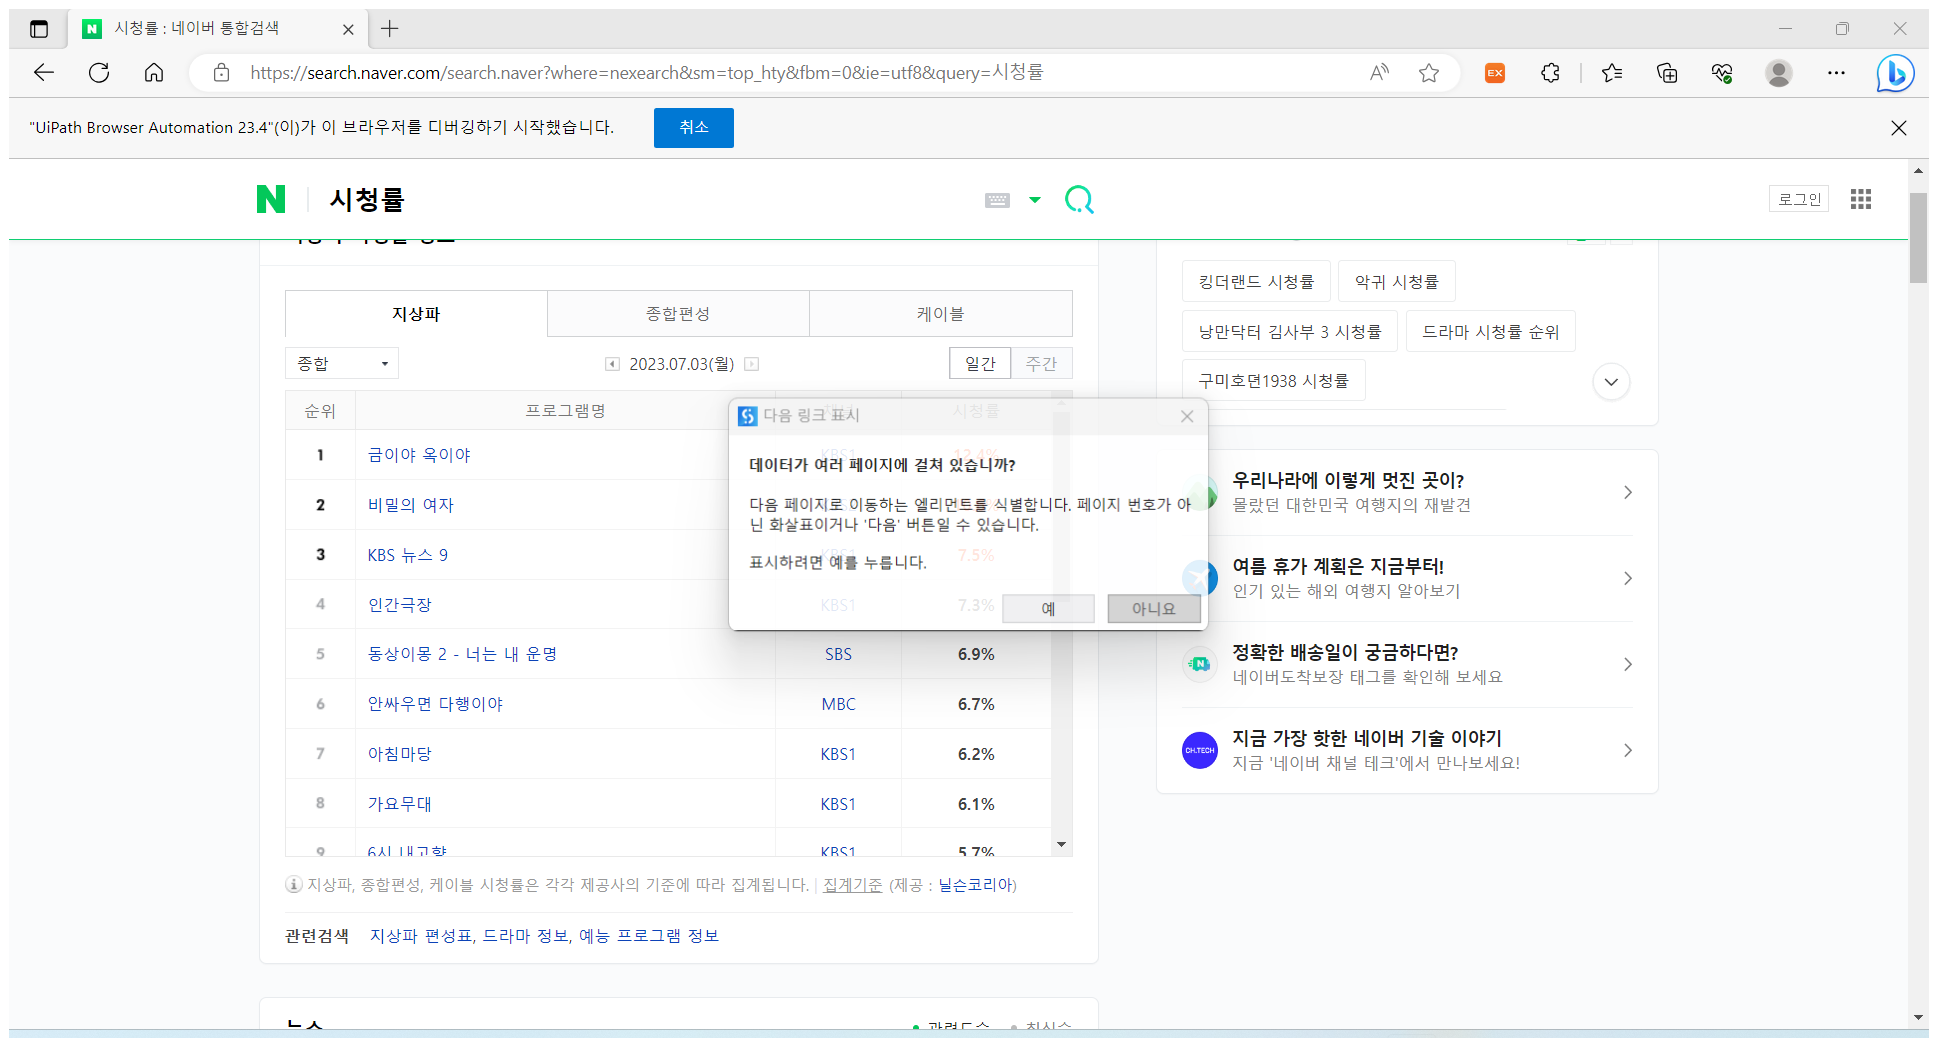 시청률 : 네이버 통합검색
https://search.naver.com/search.naver?where=nexearch&sm=top_hty&fbm=0&ie=utf8&query=시청률
"UiPath Browser Automation 23.4"(이)가 이 브라우저를 디버깅하기 시작했습니다.
취소
N
시청률
로그인
지상파
종합편성
케이블
종합
2023.07.03(월)
일간
주간
순위
프로그램명
채널
시청률
1 금이야 옥이야 KBS1 12.4%
2 비밀의 여자
3 KBS 뉴스 9 KBS1 7.5%
4 인간극장 KBS1 7.3%
5 동상이몽 2 - 너는 내 운명 SBS 6.9%
6 안싸우면 다행이야 MBC 6.7%
7 아침마당 KBS1 6.2%
8 가요무대 KBS1 6.1%
9 6시 내고향 KBS1 5.7%
지상파, 종합편성, 케이블 시청률은 각각 제공사의 기준에 따라 집계됩니다. 집계기준 (제공 : 닐슨코리아)
관련검색 지상파 편성표, 드라마 정보, 예능 프로그램 정보
뉴스
관련도순
최신순
다음 링크 표시
데이터가 여러 페이지에 걸쳐 있습니까?
다음 페이지로 이동하는 엘리먼트를 식별합니다. 페이지 번호가 아
닌 화살표이거나 '다음' 버튼일 수 있습니다.
표시하려면 예를 누릅니다.
예
아니요
킹더랜드 시청률
악귀 시청률
낭만닥터 김사부 3 시청률
드라마 시청률 순위
구미호뎐1938 시청률
우리나라에 이렇게 멋진 곳이?
몰랐던 대한민국 여행지의 재발견
여름 휴가 계획은 지금부터!
인기 있는 해외 여행지 알아보기
정확한 배송일이 궁금하다면?
네이버도착보장 태그를 확인해 보세요
CH.TECH
지금 가장 핫한 네이버 기술 이야기
지금 '네이버 채널 테크'에서 만나보세요!